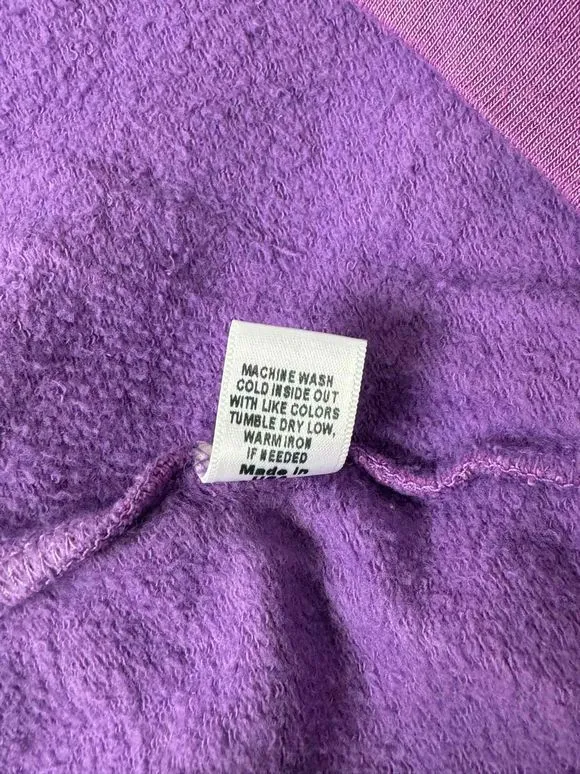 MACHINE WASH
COLD INSIDE OUT
WITH LIKE COLORS
TUMBLE DRY LOW,
WARM IRON
IF NEEDED
Made in